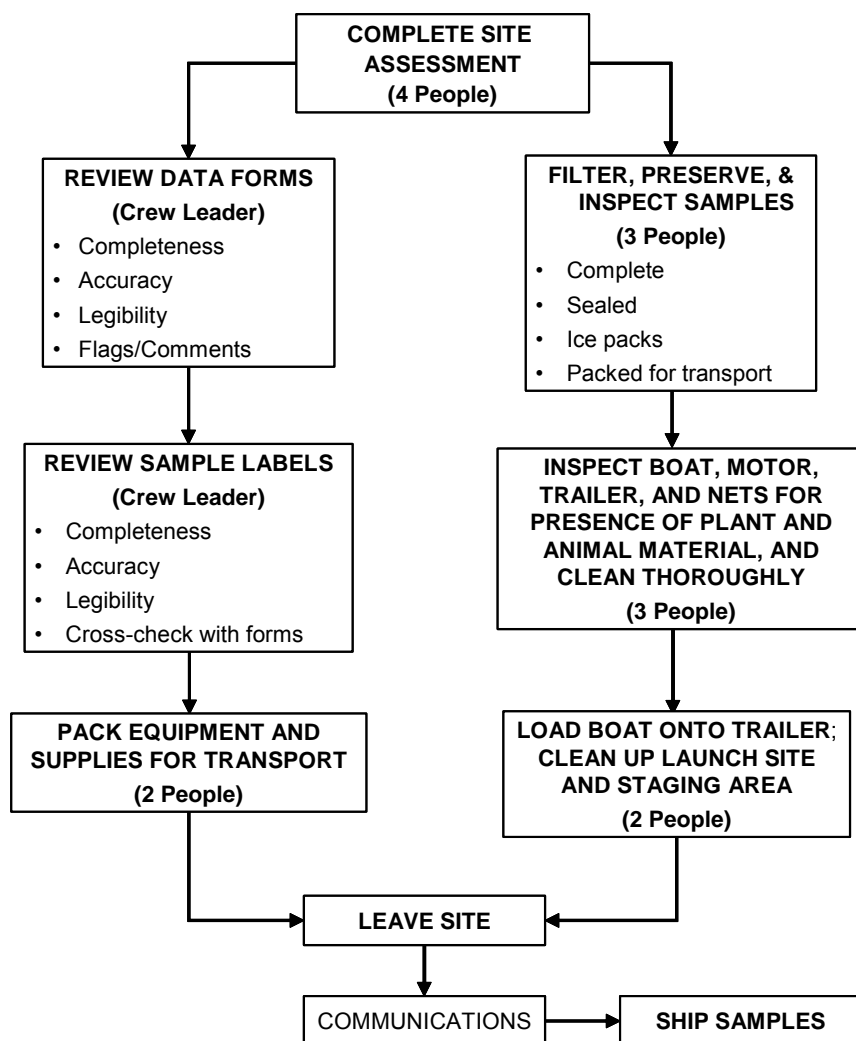 COMPLETE SITE
ASSESSMENT
(4 People)
REVIEW DATA FORMS
(Crew Leader)
• Completeness
• Accuracy
• Legibility
• Flags/Comments
FILTER, PRESERVE, &
INSPECT SAMPLES
(3 People)
• Complete
• Sealed
• Ice packs
• Packed for transport
REVIEW SAMPLE LABELS
(Crew Leader)
• Completeness
• Accuracy
• Legibility
• Cross-check with forms
INSPECT BOAT, MOTOR,
TRAILER, AND NETS FOR
PRESENCE OF PLANT AND
ANIMAL MATERIAL, AND
CLEAN THOROUGHLY
(3 People)
PACK EQUIPMENT AND
SUPPLIES FOR TRANSPORT
(2 People)
LOAD BOAT ONTO TRAILER;
CLEAN UP LAUNCH SITE
AND STAGING AREA
(2 People)
LEAVE SITE
COMMUNICATIONS
SHIP SAMPLES